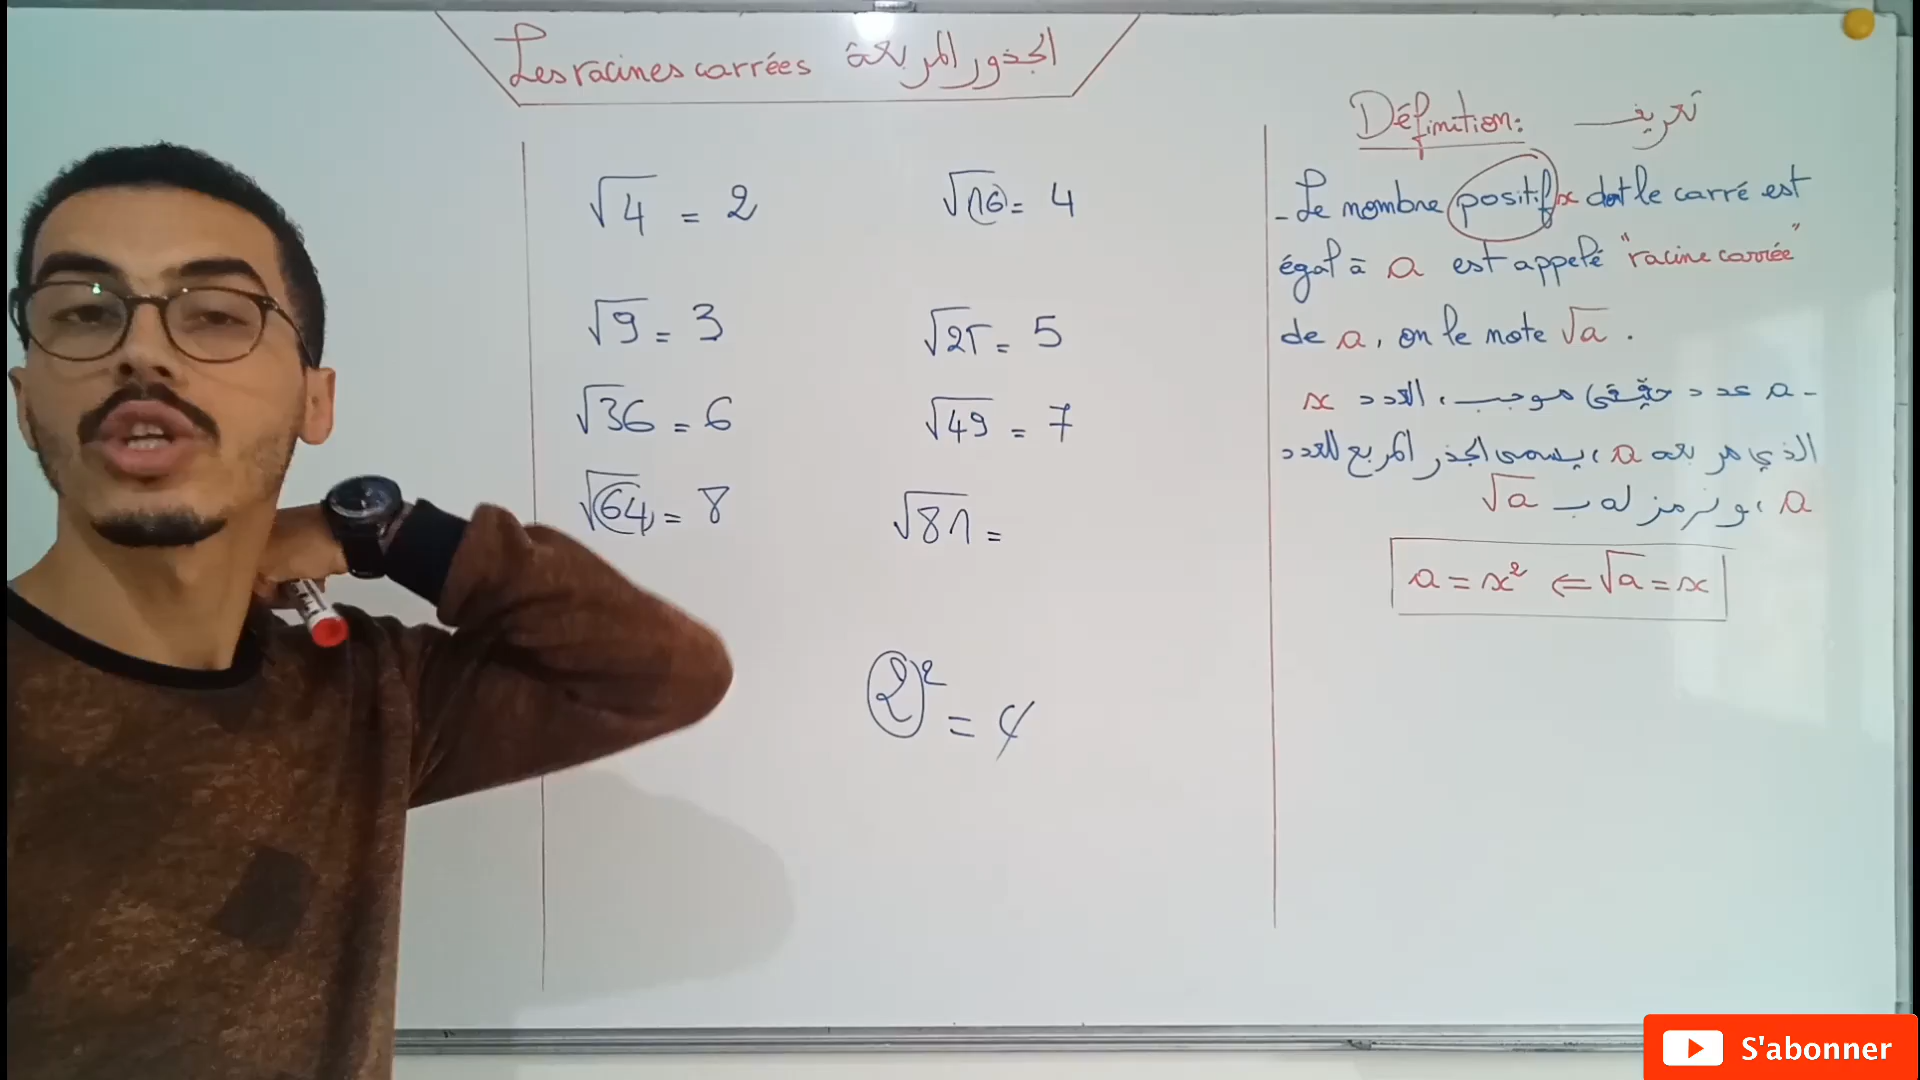 Les racines carrées الجذور المربعة
√4 = 2
√16 = 4
√9 = 3
√25 = 5
√36 = 6
√49 = 7
√64 = 8
√81 =
2² = 4
Définition: تعريف
- Le nombre positif x dont le carré est
égal à a est appelé "racine carrée"
de a, on le note √a .
- a عدد حقيقي موجب، العدد x
الذي مربعه a، يسمى الجذر المربع للعدد
a، ونرمز له ب √a
a = x² ⇐ √a = x
S'abonner